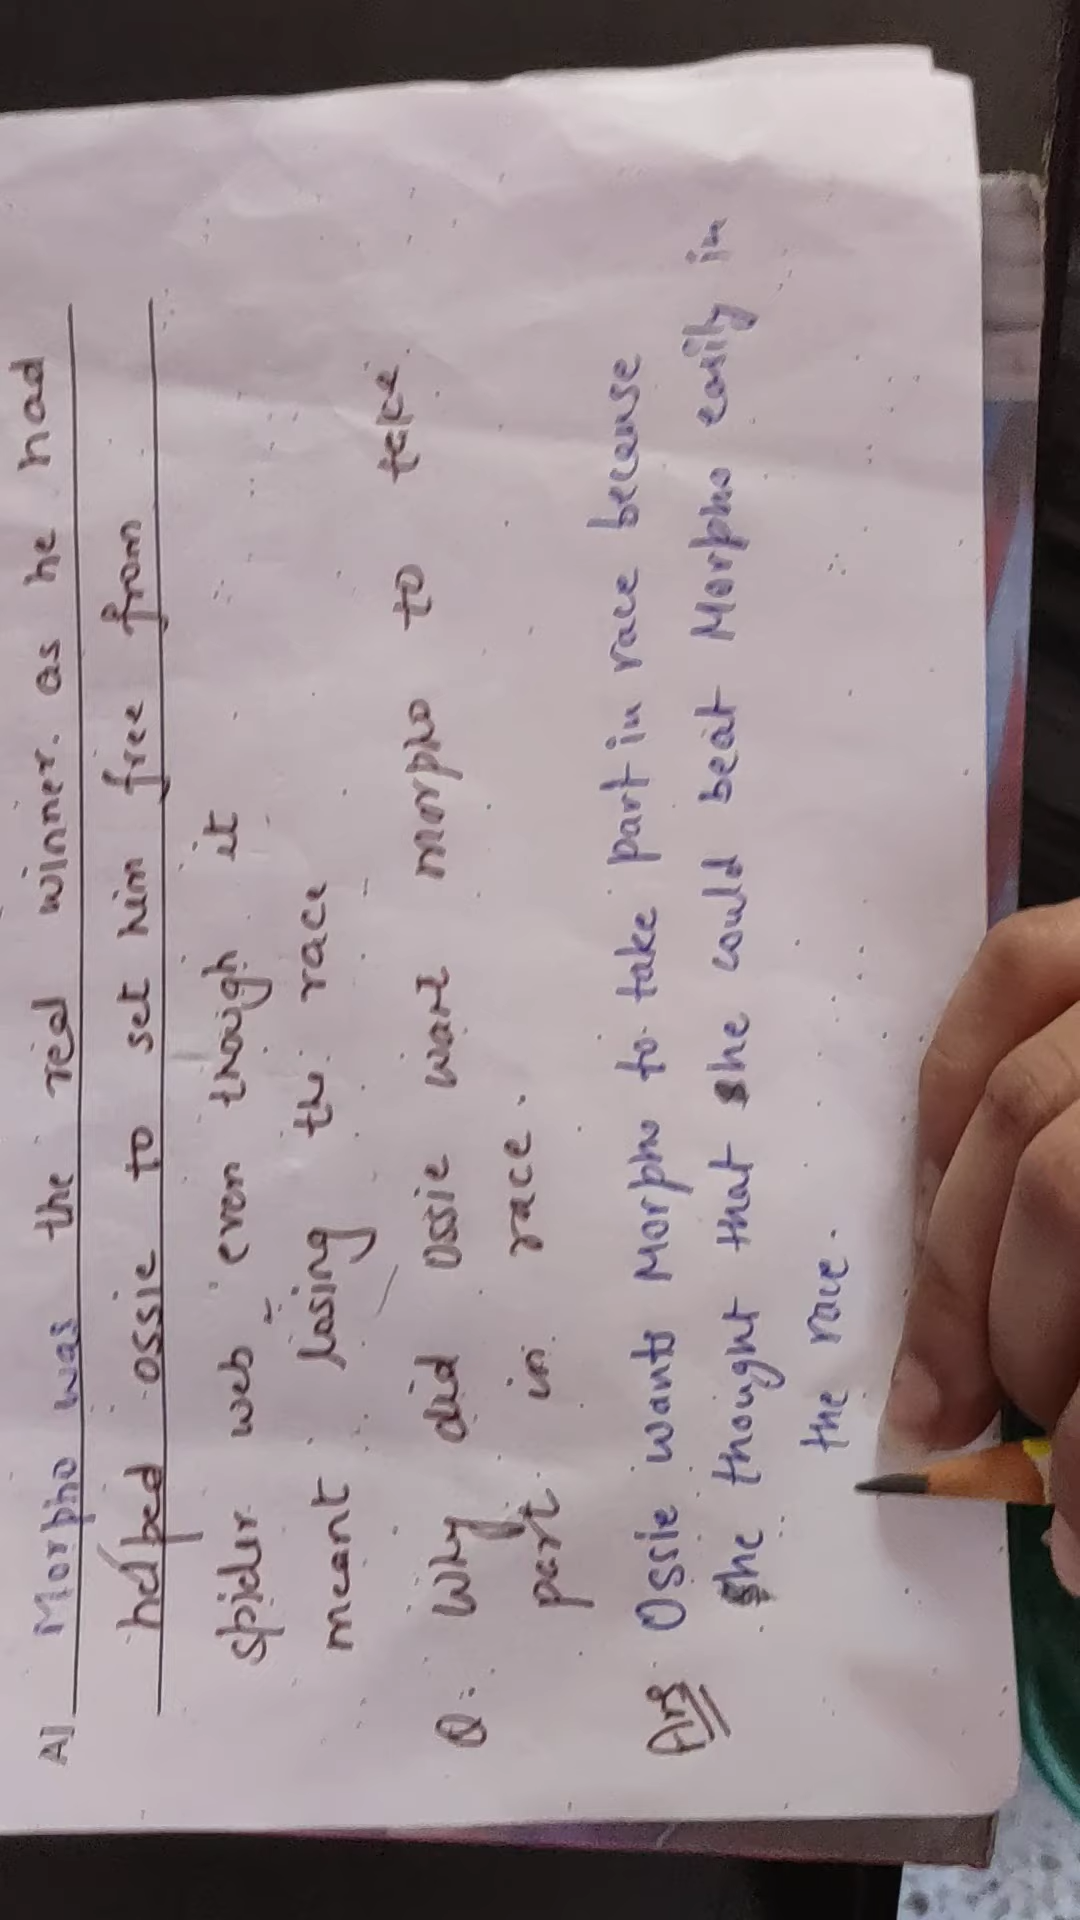 A] Morpho was the real winner. as he had
helped ossie to set him free from
spider web even though it
meant losing the race
Q. Why did Ossie want morpho to take
part in race.
Ans Ossie wants Morpho to take part in race because
she thought that she could beat Morpho easily in
the race.